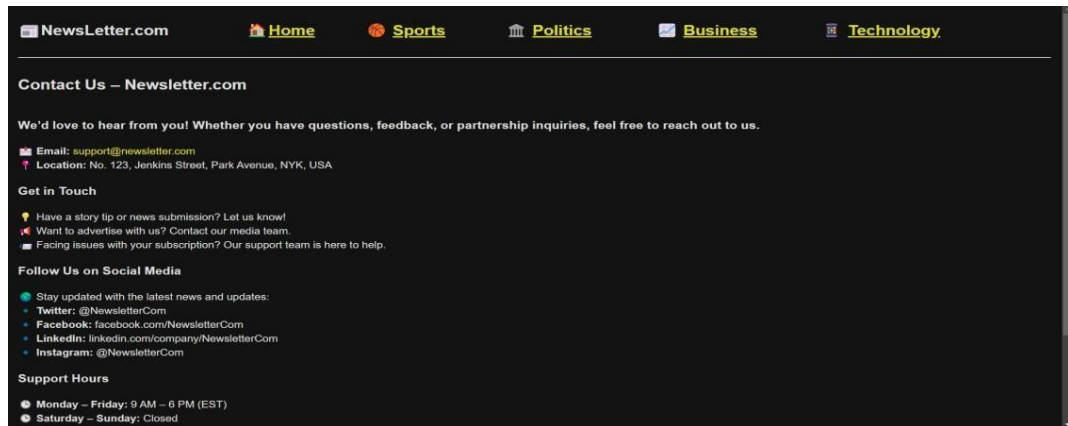 NewsLetter.com Home Sports Politics Business Technology
Contact Us – Newsletter.com
We'd love to hear from you! Whether you have questions, feedback, or partnership inquiries, feel free to reach out to us.
Email: support@newsletter.com
Location: No. 123, Jenkins Street, Park Avenue, NYK, USA
Get in Touch
Have a story tip or news submission? Let us know!
Want to advertise with us? Contact our media team.
Facing issues with your subscription? Our support team is here to help.
Follow Us on Social Media
Stay updated with the latest news and updates:
Twitter: @NewsletterCom
Facebook: facebook.com/NewsletterCom
LinkedIn: linkedin.com/company/NewsletterCom
Instagram: @NewsletterCom
Support Hours
Monday – Friday: 9 AM – 6 PM (EST)
Saturday – Sunday: Closed